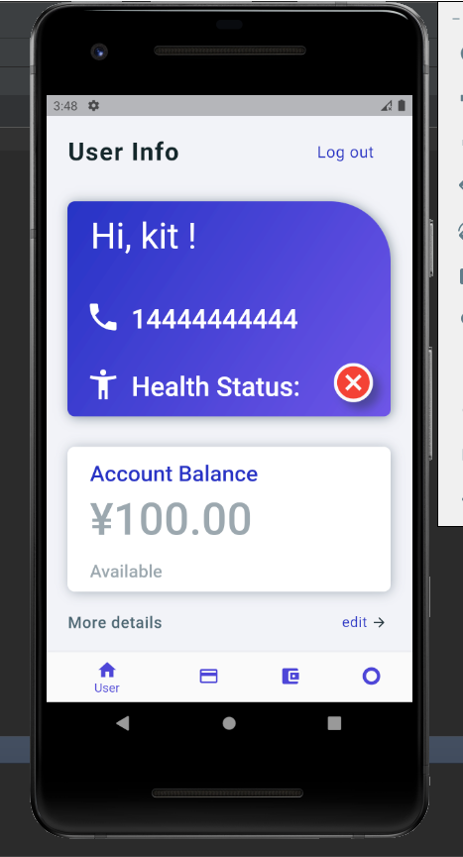 3:48
User Info
Log out
Hi, kit !
14444444444
Health Status:
Account Balance
¥100.00
Available
More details
edit →
User